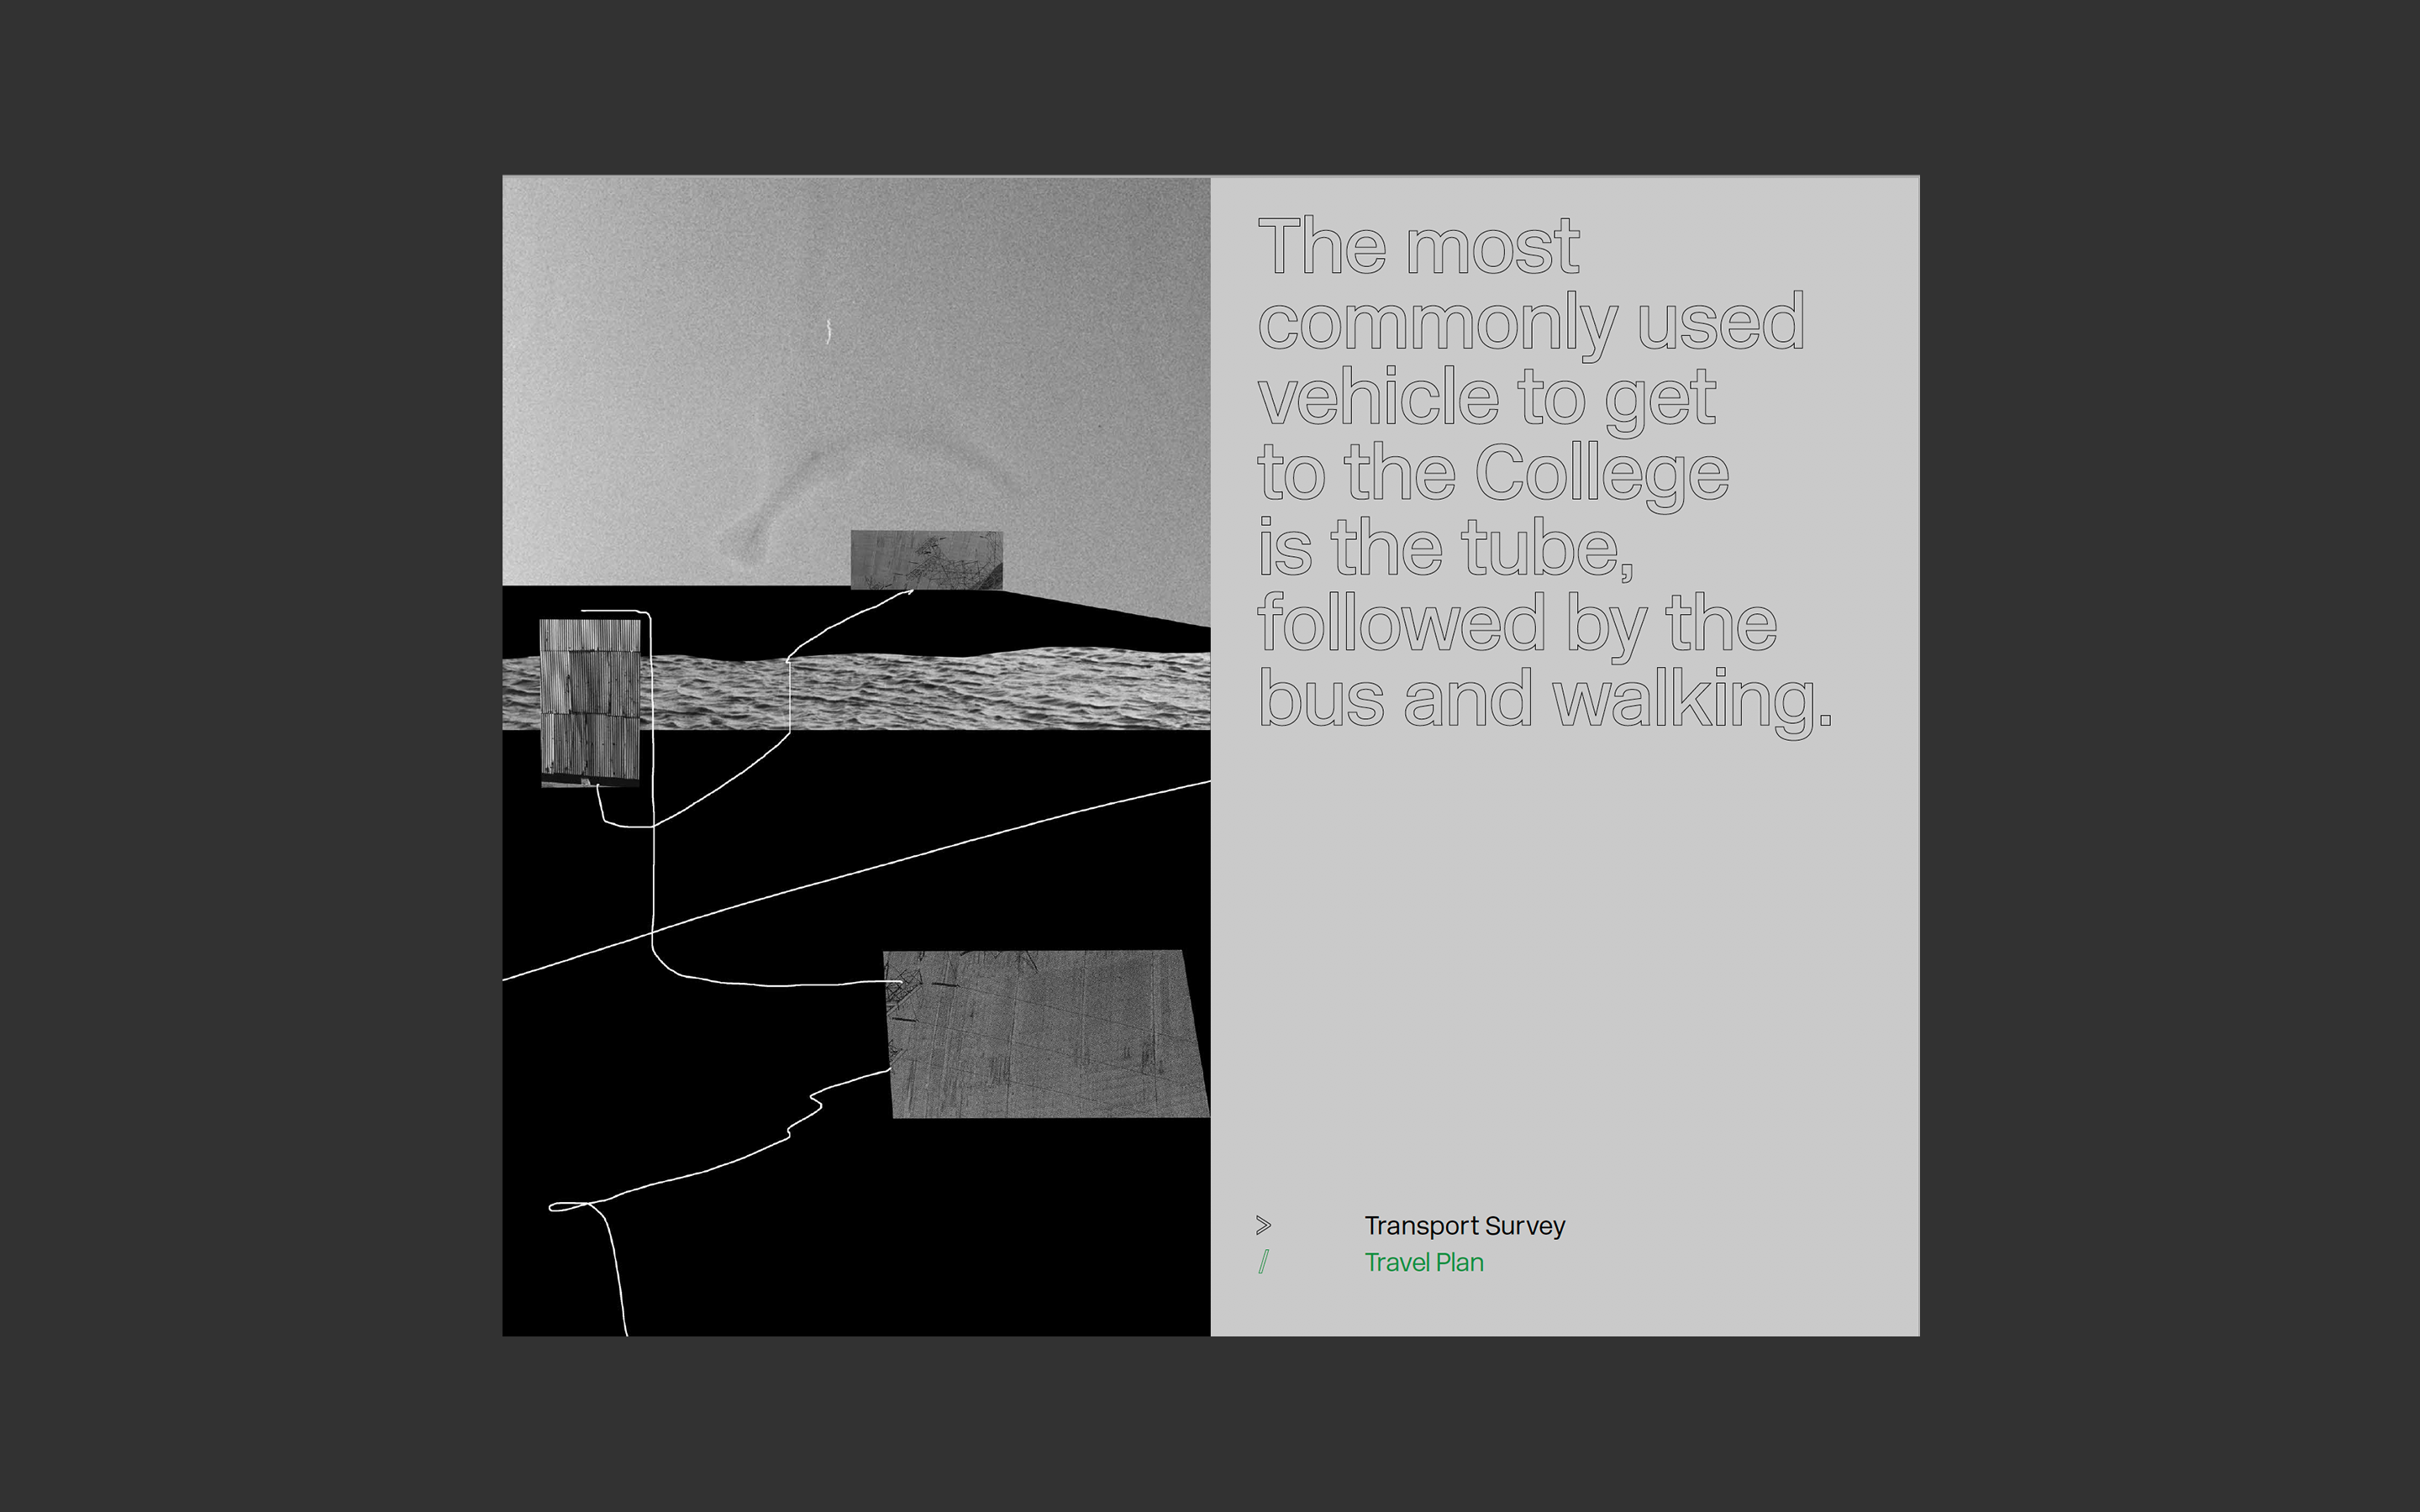 The most
commonly used
vehicle to get
to the College
is the tube,
followed by the
bus and walking.
> Transport Survey
/ Travel Plan